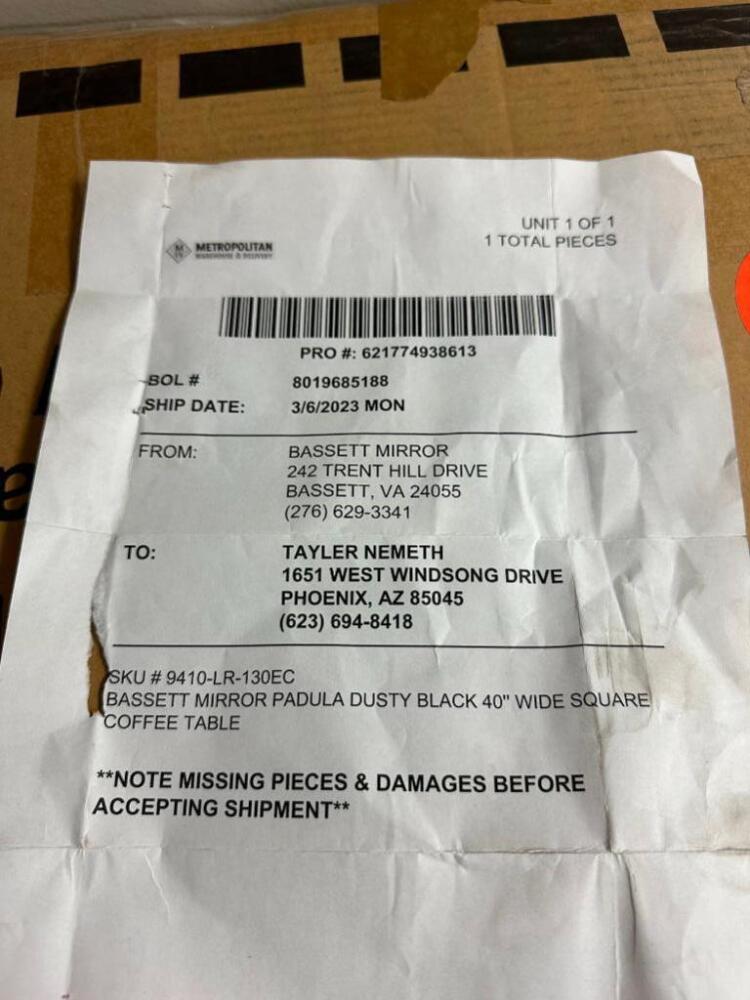 UNIT 1 OF 1
1 TOTAL PIECES
METROPOLITAN
WAREHOUSE & DELIVERY
PRO #: 621774938613
BOL # 8019685188
SHIP DATE: 3/6/2023 MON
FROM: BASSETT MIRROR
242 TRENT HILL DRIVE
BASSETT, VA 24055
(276) 629-3341
TO: TAYLER NEMETH
1651 WEST WINDSONG DRIVE
PHOENIX, AZ 85045
(623) 694-8418
SKU # 9410-LR-130EC
BASSETT MIRROR PADULA DUSTY BLACK 40" WIDE SQUARE
COFFEE TABLE
**NOTE MISSING PIECES & DAMAGES BEFORE
ACCEPTING SHIPMENT**